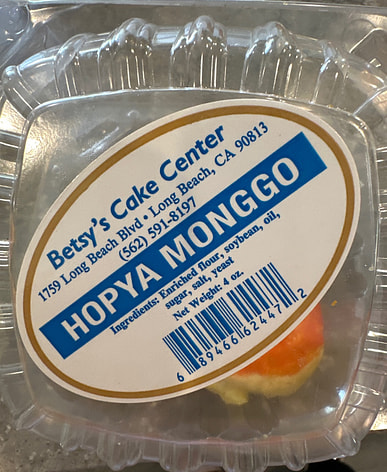 Betsy's Cake Center
1759 Long Beach Blvd • Long Beach, CA 90813
(562) 591-8197
HOPYA MONGGO
Ingredients: Enriched flour, soybean, oil,
sugar, salt, yeast
Net Weight: 4 oz.
6 89466 62447 2